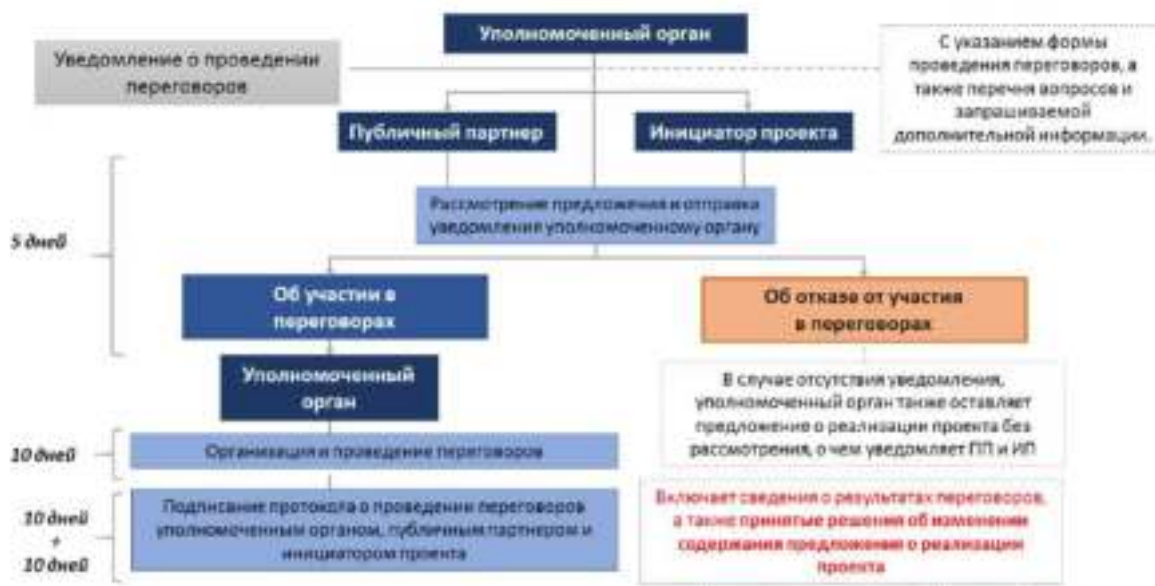 Уполномоченный орган
Уведомление о проведении
переговоров
С указанием формы
проведения переговоров, а
также перечня вопросов и
запрашиваемой
дополнительной информации.
Публичный партнер
Инициатор проекта
Рассмотрение предложения и отправка
уведомления уполномоченному органу
5 дней
Об участии в
переговорах
Об отказе от участия
в переговорах
Уполномоченный
орган
В случае отсутствия уведомления,
уполномоченный орган также оставляет
предложение о реализации проекта без
рассмотрения, о чем уведомляет ПП и ИП
10 дней
Организация и проведение переговоров
10 дней
+
10 дней
Подписание протокола о проведении переговоров
уполномоченным органом, публичным партнером и
инициатором проекта
Включает сведения о результатах переговоров,
а также принятые решения об изменении
содержания предложения о реализации
проекта